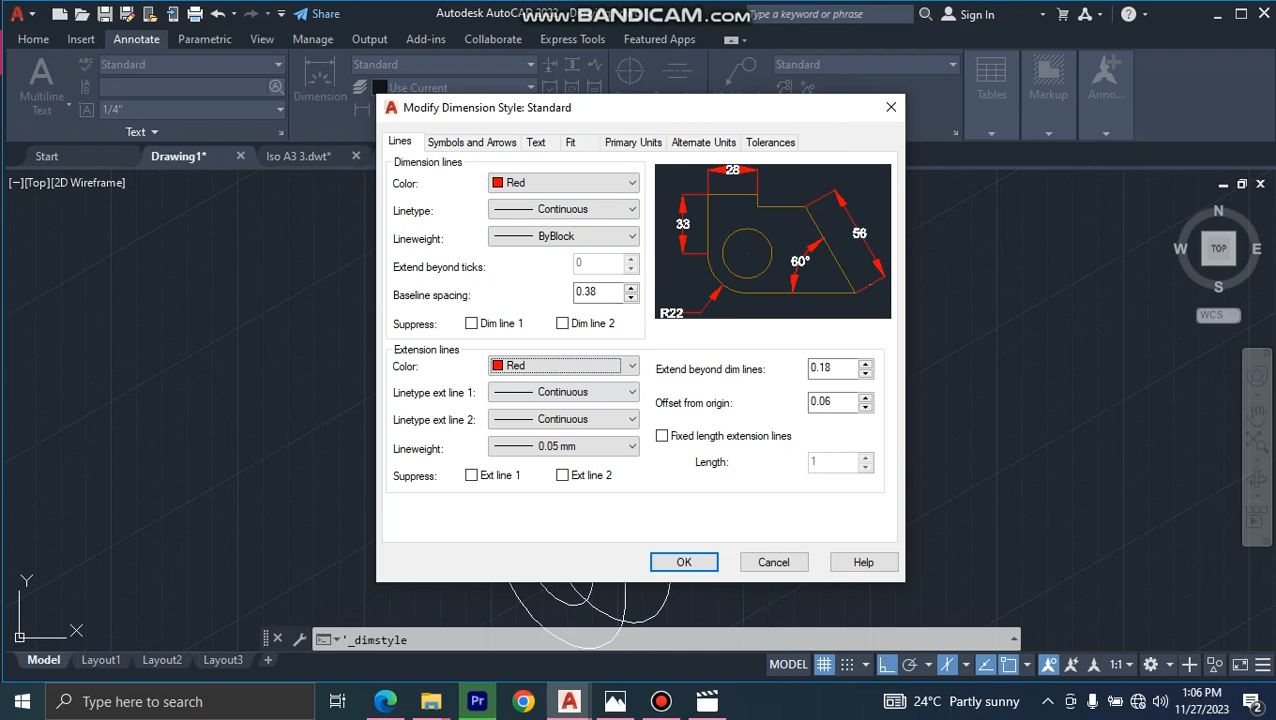 Share
Autodesk AutoCAD 2023
www.BANDICAM.com
Type a keyword or phrase
Sign In
Home Insert Annotate Parametric View Manage Output Add-ins Collaborate Express Tools Featured Apps
Standard
Standard
Standard
Multiline
Text
Dimension
Use Current
1/4"
Tables
Markup
Anno...
Text
Start Drawing1* Iso A3 3.dwt*
[−][Top][2D Wireframe]
Modify Dimension Style: Standard
Lines Symbols and Arrows Text Fit Primary Units Alternate Units Tolerances
Dimension lines
Color: Red
Linetype: Continuous
Lineweight: ByBlock
Extend beyond ticks: 0
Baseline spacing: 0.38
Suppress: Dim line 1 Dim line 2
28
33
56
60°
R22
Extension lines
Color: Red
Linetype ext line 1: Continuous
Linetype ext line 2: Continuous
Lineweight: 0.05 mm
Suppress: Ext line 1 Ext line 2
Extend beyond dim lines: 0.18
Offset from origin: 0.06
Fixed length extension lines
Length: 1
OK Cancel Help
N
W TOP E
S
WCS
Y
X
'_dimstyle
Model Layout1 Layout2 Layout3 +
MODEL
1:1
Type here to search
Pr
24°C Partly sunny
1:06 PM
11/27/2023
2